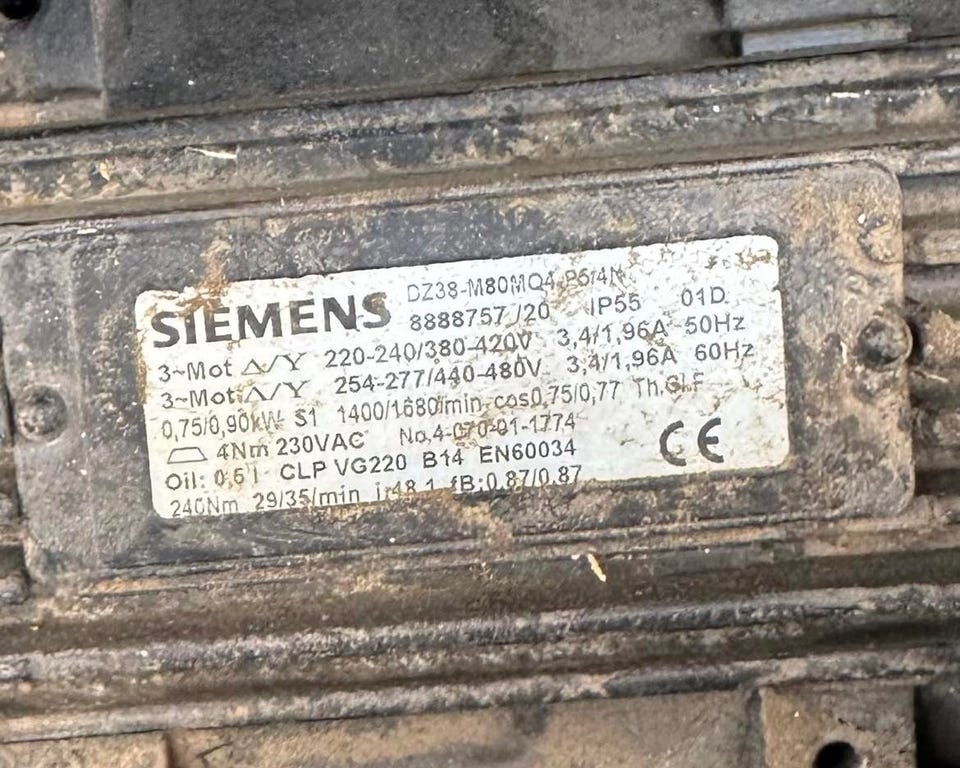 SIEMENS
DZ38-M80MQ4 P5/4N
8888757 /20 IP55 01D
3~Mot △/Y 220-240/380-420V 3,4/1,96A 50Hz
3~Mot: △/Y 254-277/440-480V 3,4/1,96A 60Hz
0,75/0,90kW S1 1400/1680/min cos0,75/0,77 Th.CLF
4Nm 230VAC No.4-070-01-1774
Oil: 0,6 l CLP VG220 B14 EN60034
240Nm 29/35/min i:48,1 fB:0,87/0,87
CE